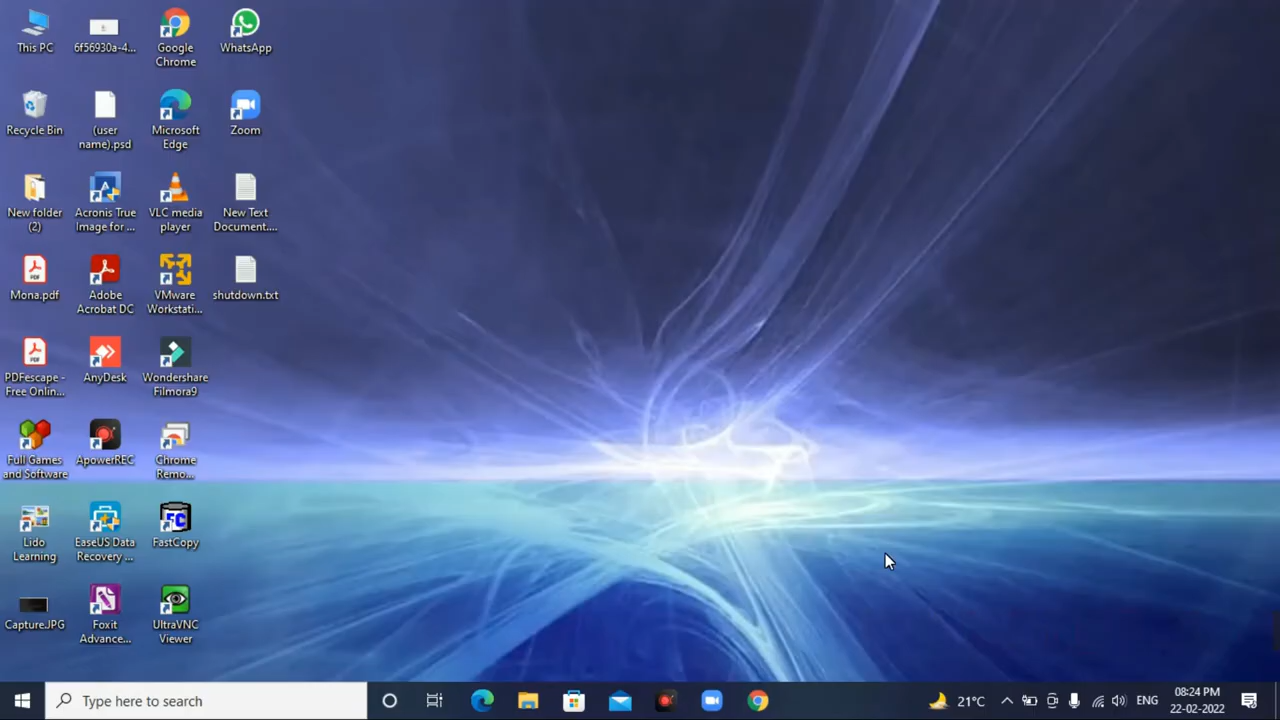 This PC
6f56930a-4...
Google
Chrome
WhatsApp
Recycle Bin
(user
name).psd
Microsoft
Edge
Zoom
New folder
(2)
Acronis True
Image for ...
VLC media
player
New Text
Document....
Mona.pdf
Adobe
Acrobat DC
VMware
Workstati...
shutdown.txt
PDFescape -
Free Onlin...
AnyDesk
Wondershare
Filmora9
Full Games
and Software
ApowerREC
Chrome
Remo...
Lido
Learning
EaseUS Data
Recovery ...
FastCopy
Capture.JPG
Foxit
Advance...
UltraVNC
Viewer
Type here to search
21°C
ENG
08:24 PM
22-02-2022